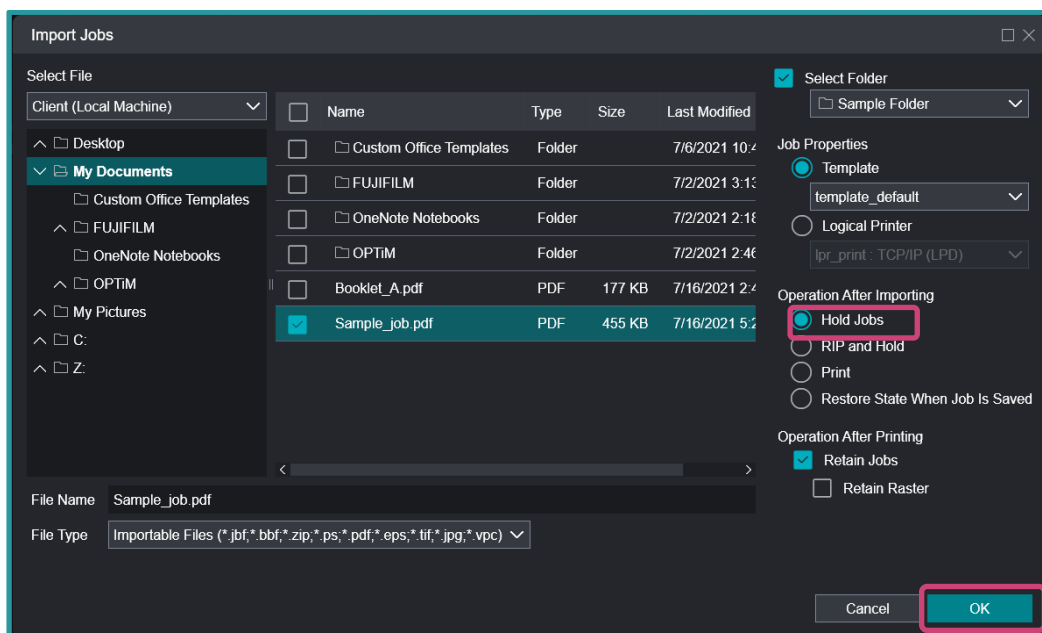 Import Jobs
Select File
Client (Local Machine)
Desktop
My Documents
Custom Office Templates
FUJIFILM
OneNote Notebooks
OPTiM
My Pictures
C:
Z:
Name Type Size Last Modified
Custom Office Templates Folder 7/6/2021 10:4
FUJIFILM Folder 7/2/2021 3:13
OneNote Notebooks Folder 7/2/2021 2:18
OPTiM Folder 7/2/2021 2:46
Booklet_A.pdf PDF 177 KB 7/16/2021 2:4
Sample_job.pdf PDF 455 KB 7/16/2021 5:2
File Name Sample_job.pdf
File Type Importable Files (*.jbf;*.bbf;*.zip;*.ps;*.pdf;*.eps;*.tif;*.jpg;*.vpc)
Select Folder
Sample Folder
Job Properties
Template
template_default
Logical Printer
lpr_print : TCP/IP (LPD)
Operation After Importing
Hold Jobs
RIP and Hold
Print
Restore State When Job Is Saved
Operation After Printing
Retain Jobs
Retain Raster
Cancel OK